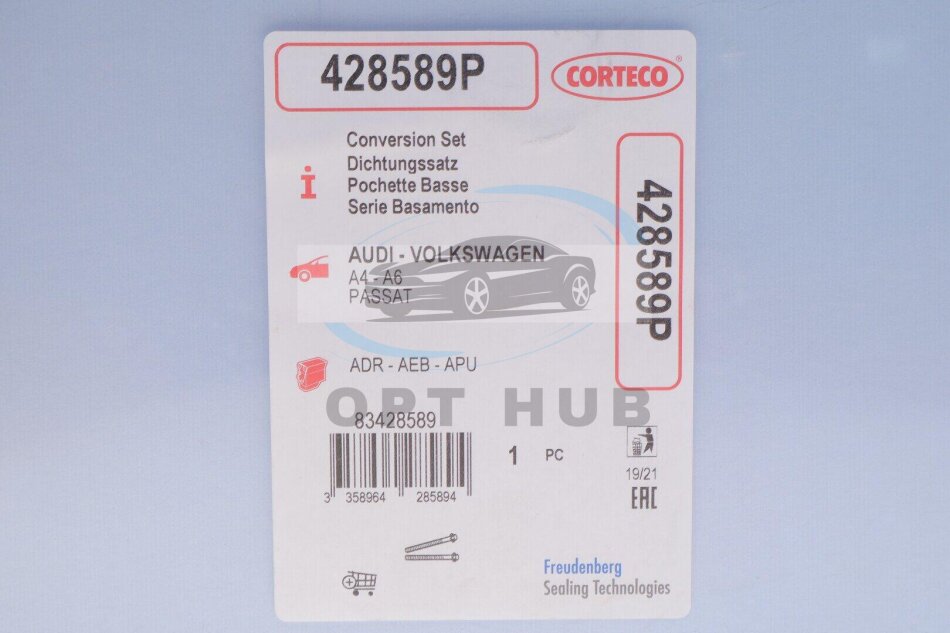 428589P
CORTECO®
Conversion Set
Dichtungssatz
Pochette Basse
Serie Basamento
428589P
AUDI - VOLKSWAGEN
A4 - A6
PASSAT
ADR - AEB - APU
OPT HUB
83428589
3 358964 285894
1 PC
19/21
EAC
Freudenberg
Sealing Technologies